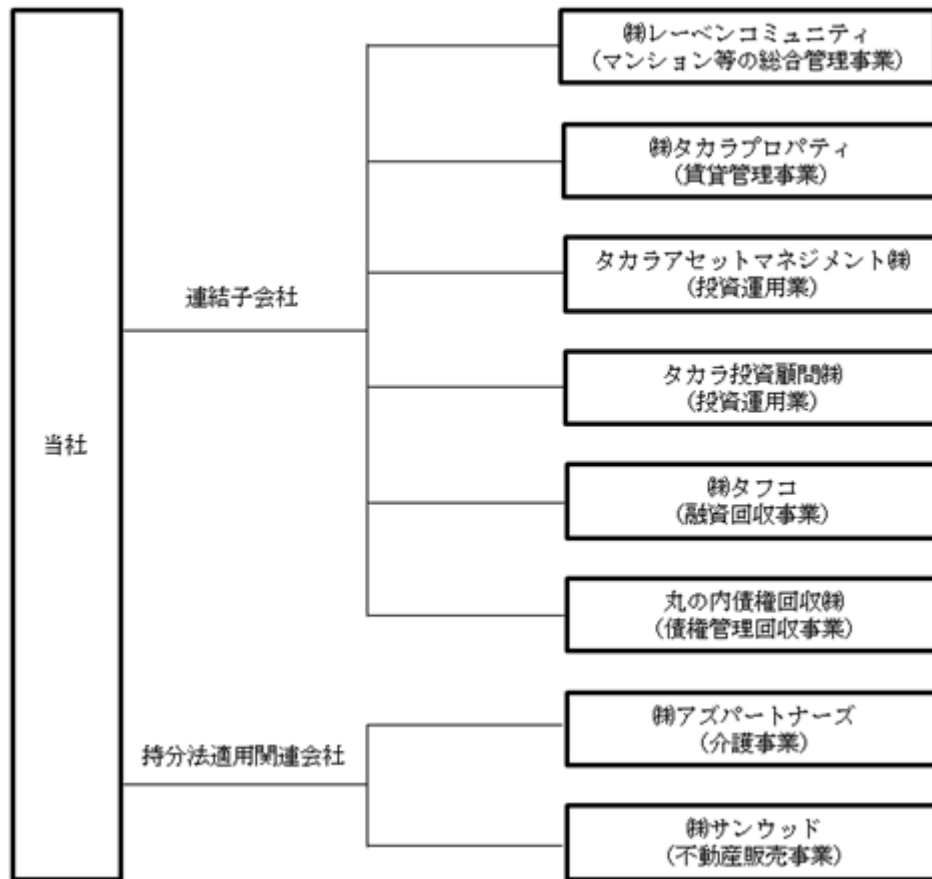 当社
連結子会社
㈱レーベンコミュニティ
(マンション等の総合管理事業)
㈱タカラプロパティ
(賃貸管理事業)
タカラアセットマネジメント㈱
(投資運用業)
タカラ投資顧問㈱
(投資運用業)
㈱タフコ
(融資回収事業)
丸の内債権回収㈱
(債権管理回収事業)
持分法適用関連会社
㈱アズパートナーズ
(介護事業)
㈱サンウッド
(不動産販売事業)